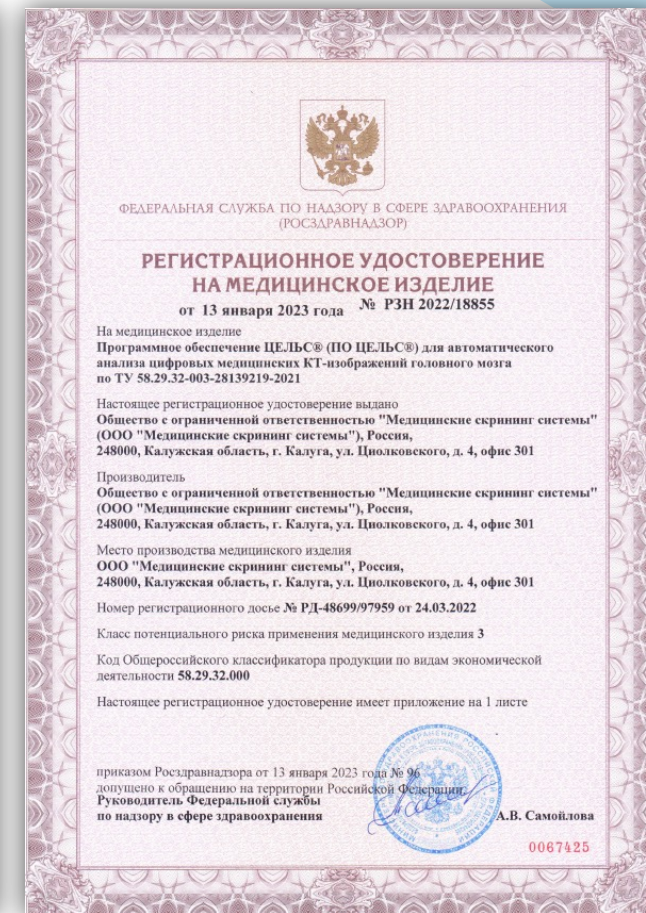 ФЕДЕРАЛЬНАЯ СЛУЖБА ПО НАДЗОРУ В СФЕРЕ ЗДРАВООХРАНЕНИЯ
(РОСЗДРАВНАДЗОР)
РЕГИСТРАЦИОННОЕ УДОСТОВЕРЕНИЕ
НА МЕДИЦИНСКОЕ ИЗДЕЛИЕ
от 13 января 2023 года № РЗН 2022/18855
На медицинское изделие
Программное обеспечение ЦЕЛЬС® (ПО ЦЕЛЬС®) для автоматического
анализа цифровых медицинских КТ-изображений головного мозга
по ТУ 58.29.32-003-28139219-2021
Настоящее регистрационное удостоверение выдано
Общество с ограниченной ответственностью "Медицинские скрининг системы"
(ООО "Медицинские скрининг системы"), Россия,
248000, Калужская область, г. Калуга, ул. Циолковского, д. 4, офис 301
Производитель
Общество с ограниченной ответственностью "Медицинские скрининг системы"
(ООО "Медицинские скрининг системы"), Россия,
248000, Калужская область, г. Калуга, ул. Циолковского, д. 4, офис 301
Место производства медицинского изделия
ООО "Медицинские скрининг системы", Россия,
248000, Калужская область, г. Калуга, ул. Циолковского, д. 4, офис 301
Номер регистрационного досье № РД-48699/97959 от 24.03.2022
Класс потенциального риска применения медицинского изделия 3
Код Общероссийского классификатора продукции по видам экономической
деятельности 58.29.32.000
Настоящее регистрационное удостоверение имеет приложение на 1 листе
приказом Росздравнадзора от 13 января 2023 года № 96
допущено к обращению на территории Российской Федерации.
Руководитель Федеральной службы
по надзору в сфере здравоохранения
А.В. Самойлова
0067425